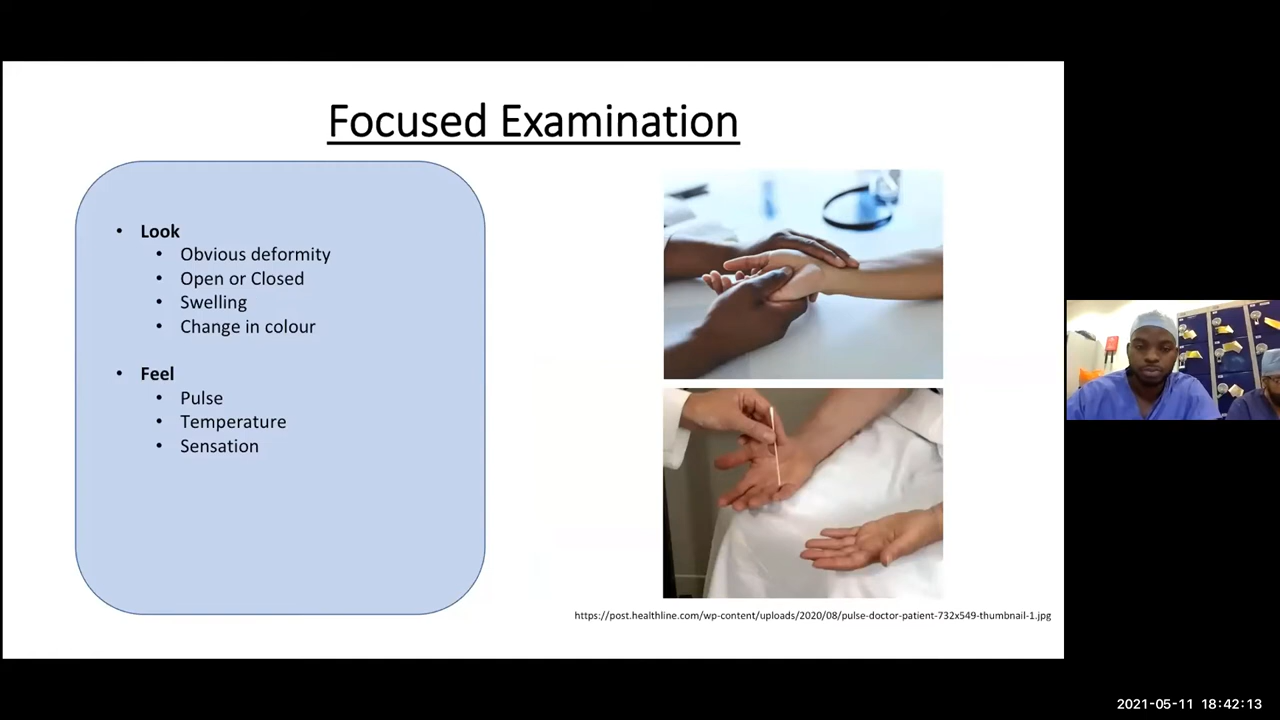 Focused Examination
• Look
• Obvious deformity
• Open or Closed
• Swelling
• Change in colour
• Feel
• Pulse
• Temperature
• Sensation
https://post.healthline.com/wp-content/uploads/2020/08/pulse-doctor-patient-732x549-thumbnail-1.jpg
2021-05-11 18:42:13